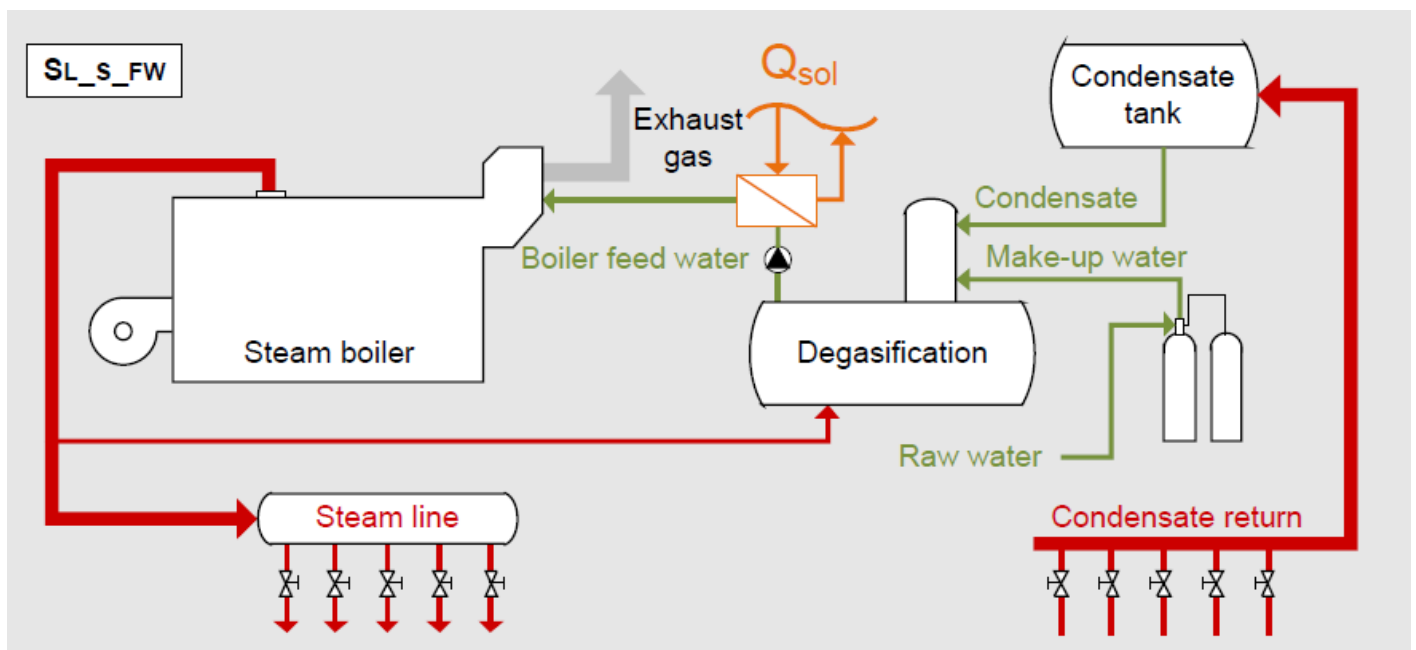 SL_S_FW
Qsol
Condensate
tank
Exhaust
gas
Condensate
Boiler feed water
Make-up water
Steam boiler
Degasification
Raw water
Steam line
Condensate return